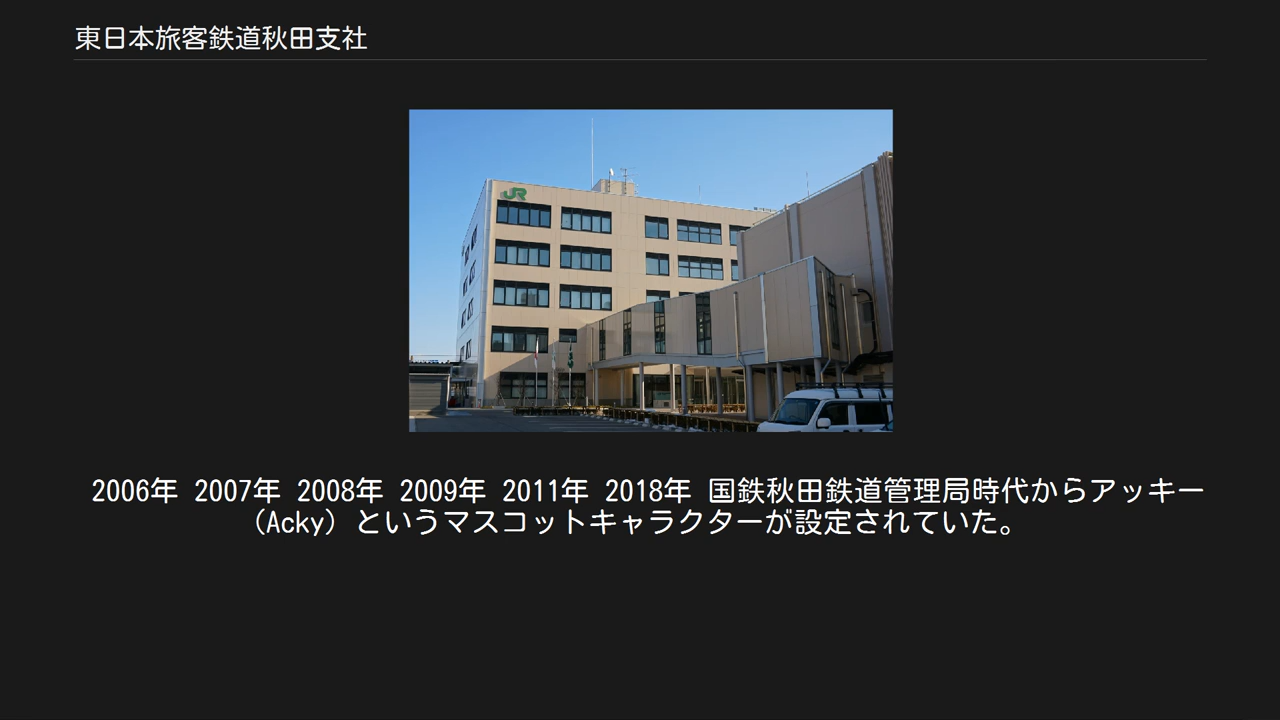 東日本旅客鉄道秋田支社
JR
2006年 2007年 2008年 2009年 2011年 2018年 国鉄秋田鉄道管理局時代からアッキー
（Acky）というマスコットキャラクターが設定されていた。